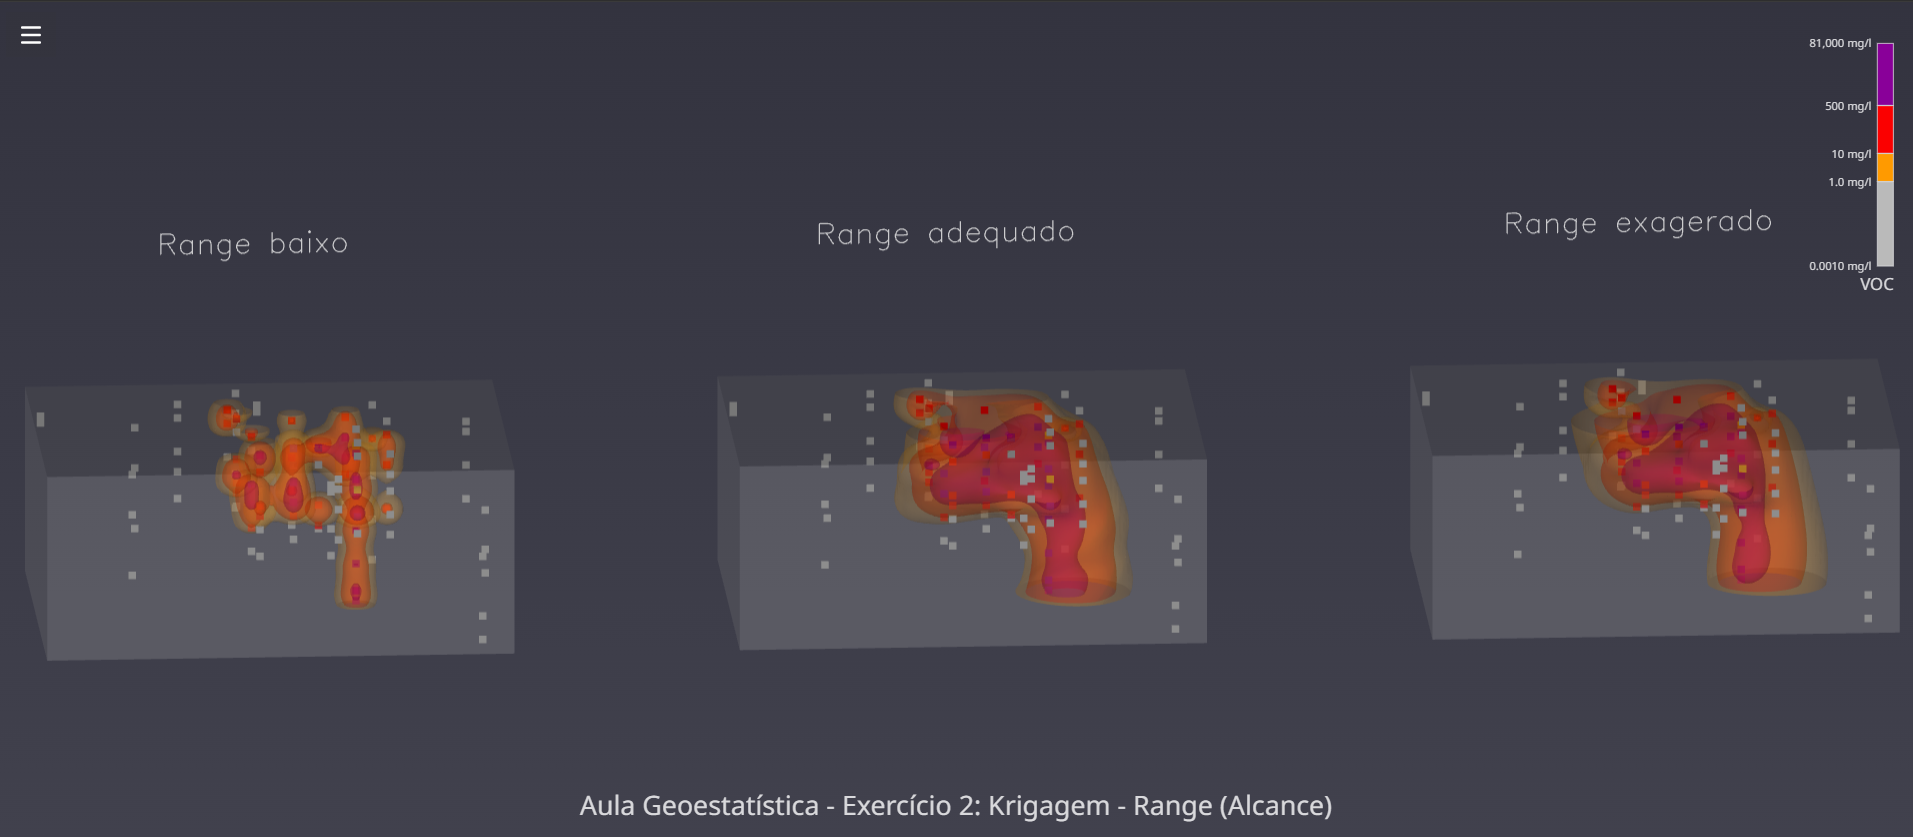 81,000 mg/l
500 mg/l
10 mg/l
1.0 mg/l
0.0010 mg/l
VOC
Range baixo
Range adequado
Range exagerado
Aula Geoestatística - Exercício 2: Krigagem - Range (Alcance)